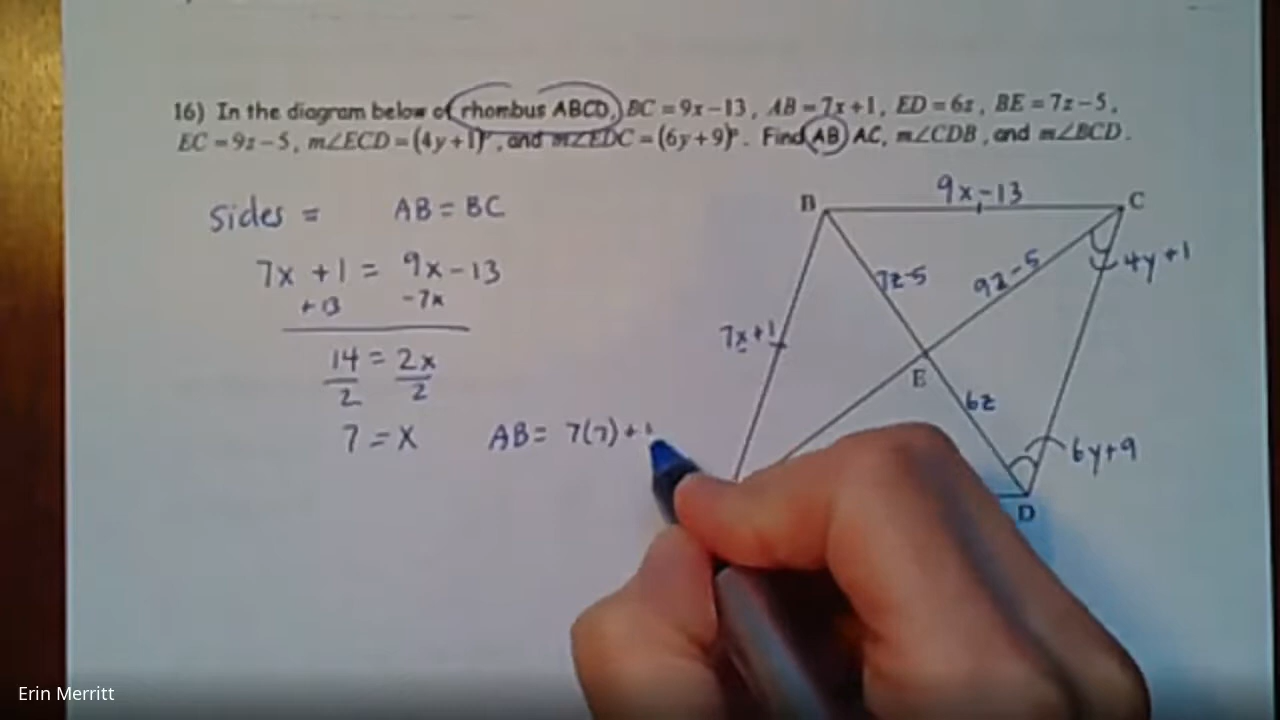 16) In the diagram below of rhombus ABCD, BC = 9x-13, AB = 7x+1, ED = 6z, BE = 7z-5,
EC = 9z-5, m∠ECD = (4y+1)°, and m∠EDC = (6y+9)°. Find AB, AC, m∠CDB, and m∠BCD.
sides = AB = BC
7x + 1 = 9x - 13
+13 -7x
14 = 2x
2 2
7 = x
AB = 7(7) + 1
9x-13
B
C
7z-5
9z-5
4y+1
7x+1
E
6z
6y+9
D
Erin Merritt